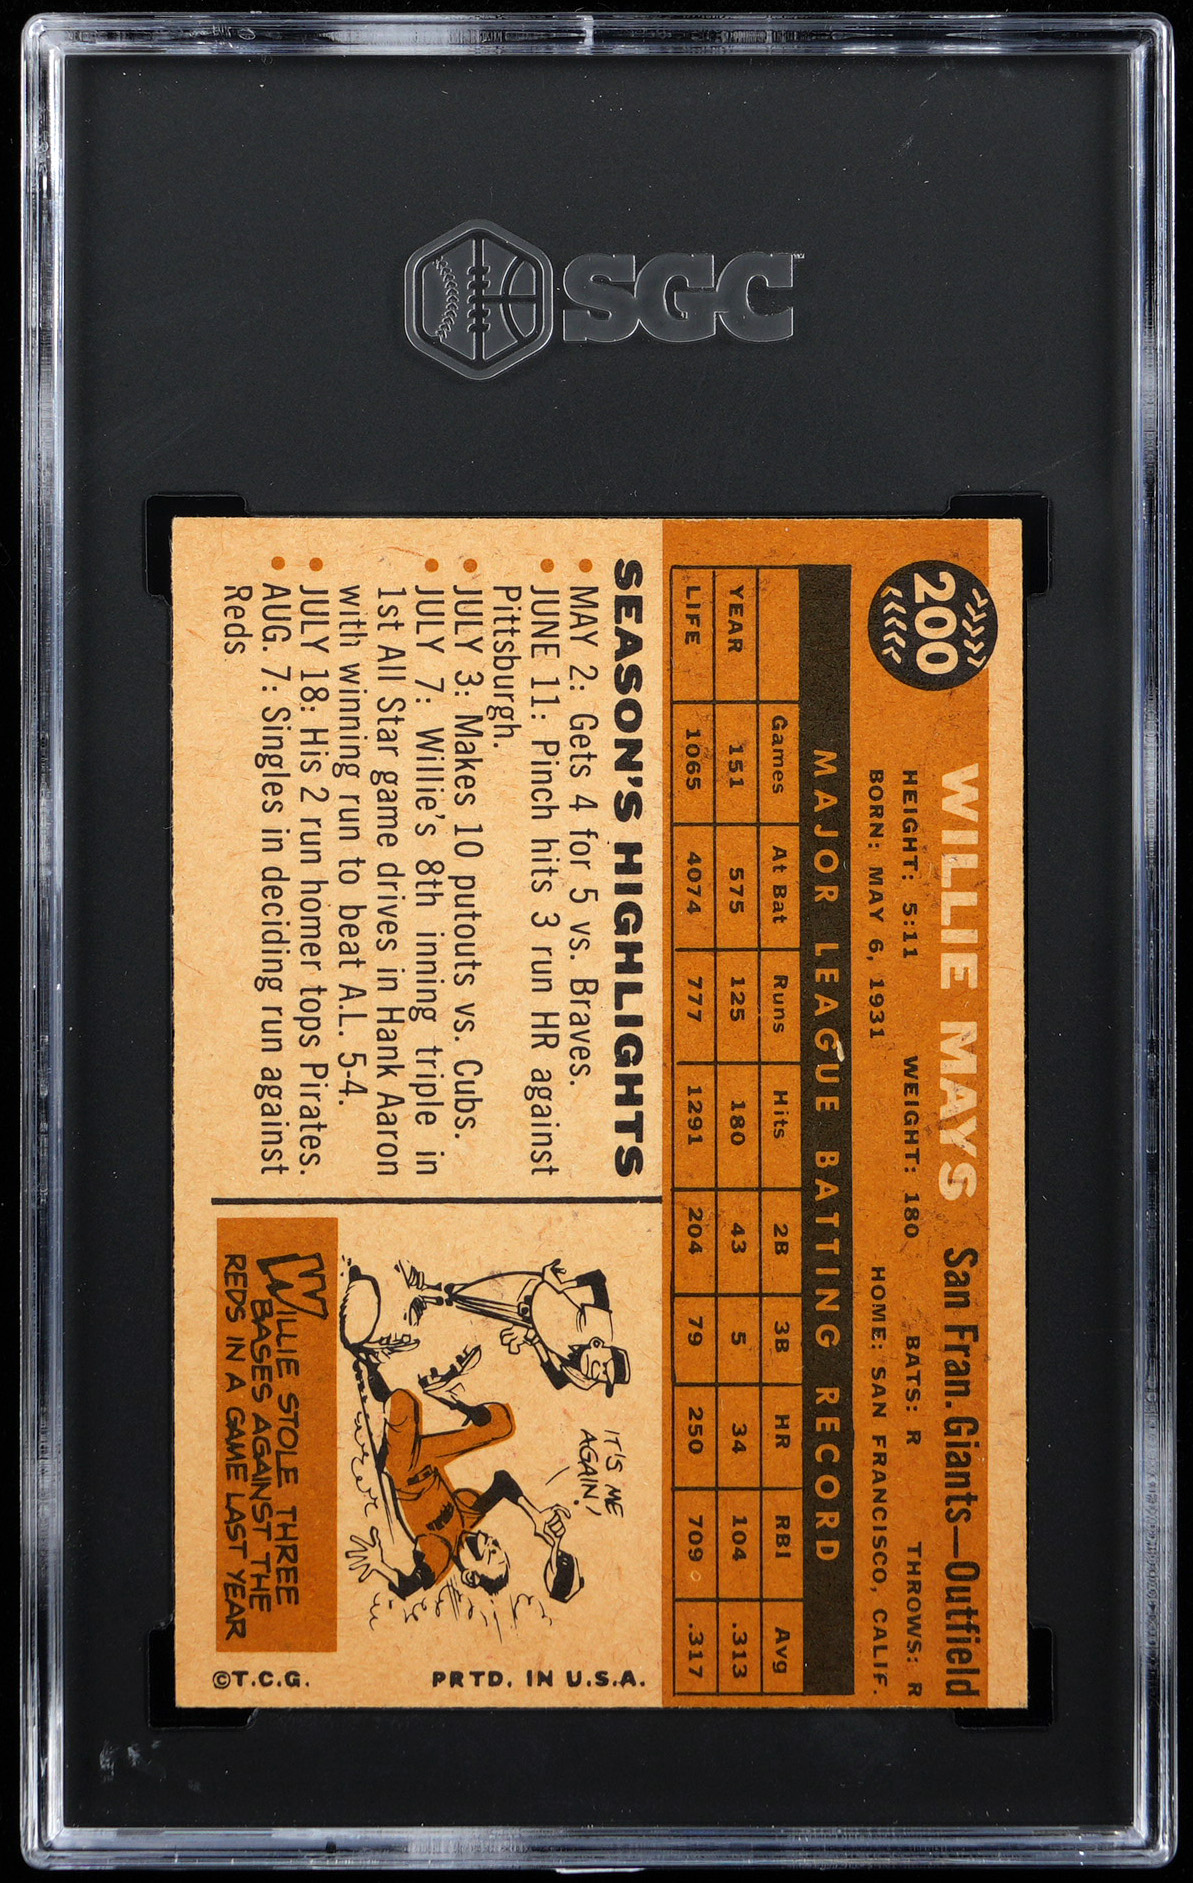 SGC
200
WILLIE MAYS San Fran. Giants—Outfield
HEIGHT: 5:11 WEIGHT: 180 BATS: R THROWS: R
BORN: MAY 6, 1931 HOME: SAN FRANCISCO, CALIF.
MAJOR LEAGUE BATTING RECORD
Games At Bat Runs Hits 2B 3B HR RBI Avg
YEAR 151 575 125 180 43 5 34 104 .313
LIFE 1065 4074 777 1291 204 79 250 709 .317
SEASON'S HIGHLIGHTS
• MAY 2: Gets 4 for 5 vs. Braves.
• JUNE 11: Pinch hits 3 run HR against
Pittsburgh.
• JULY 3: Makes 10 putouts vs. Cubs.
• JULY 7: Willie's 8th inning triple in
1st All Star game drives in Hank Aaron
with winning run to beat A.L. 5-4.
• JULY 18: His 2 run homer tops Pirates.
• AUG. 7: Singles in deciding run against
Reds.
IT'S ME
AGAIN!
WILLIE STOLE THREE
BASES AGAINST THE
REDS IN A GAME LAST YEAR
PRTD. IN U.S.A.
©T.C.G.